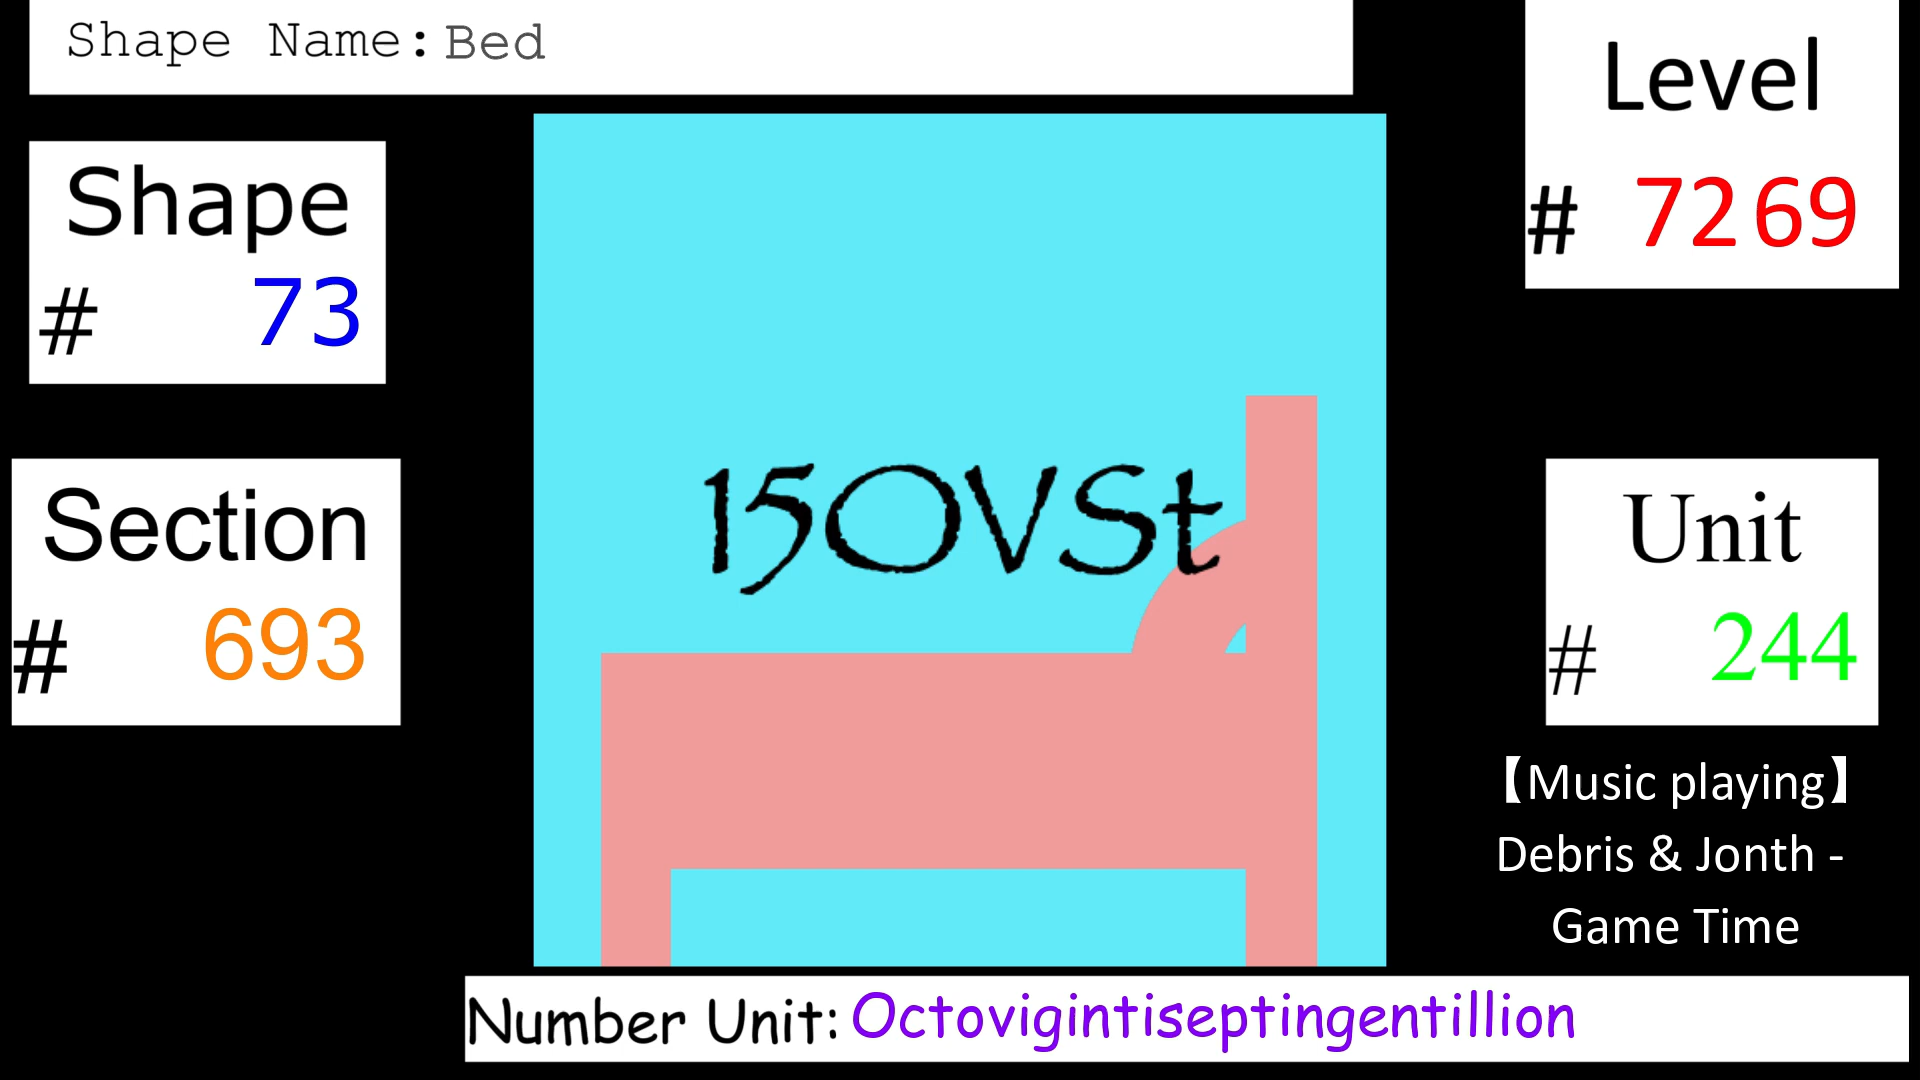 Shape Name: Bed
Level
# 7269
Shape
# 73
15OVSt
Section
# 693
Unit
# 244
【Music playing】
Debris & Jonth -
Game Time
Number Unit: Octovigintiseptingentillion